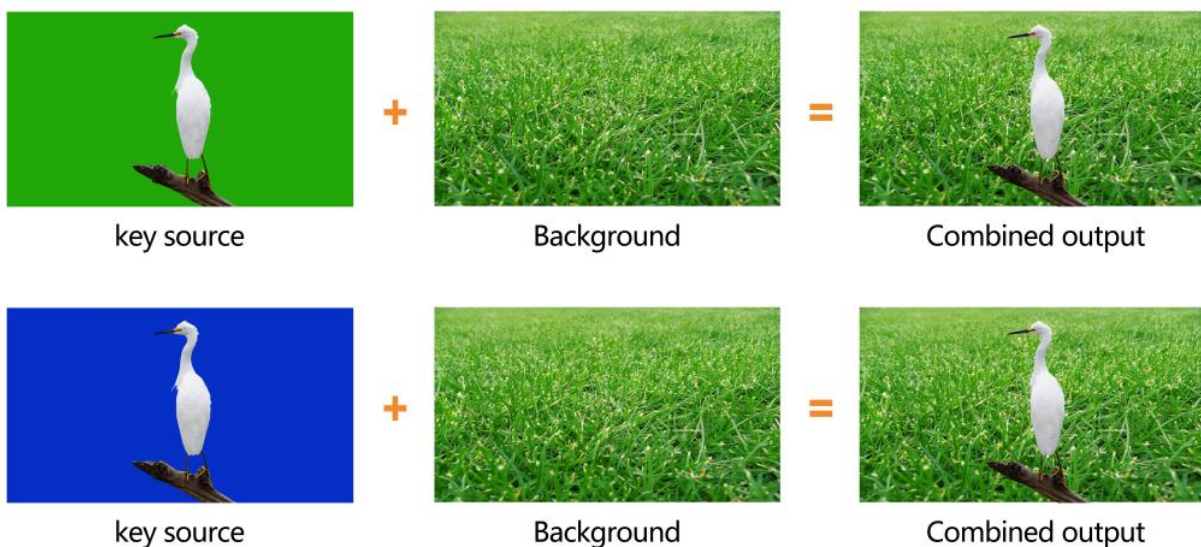 key source
+
Background
=
Combined output
key source
+
Background
=
Combined output